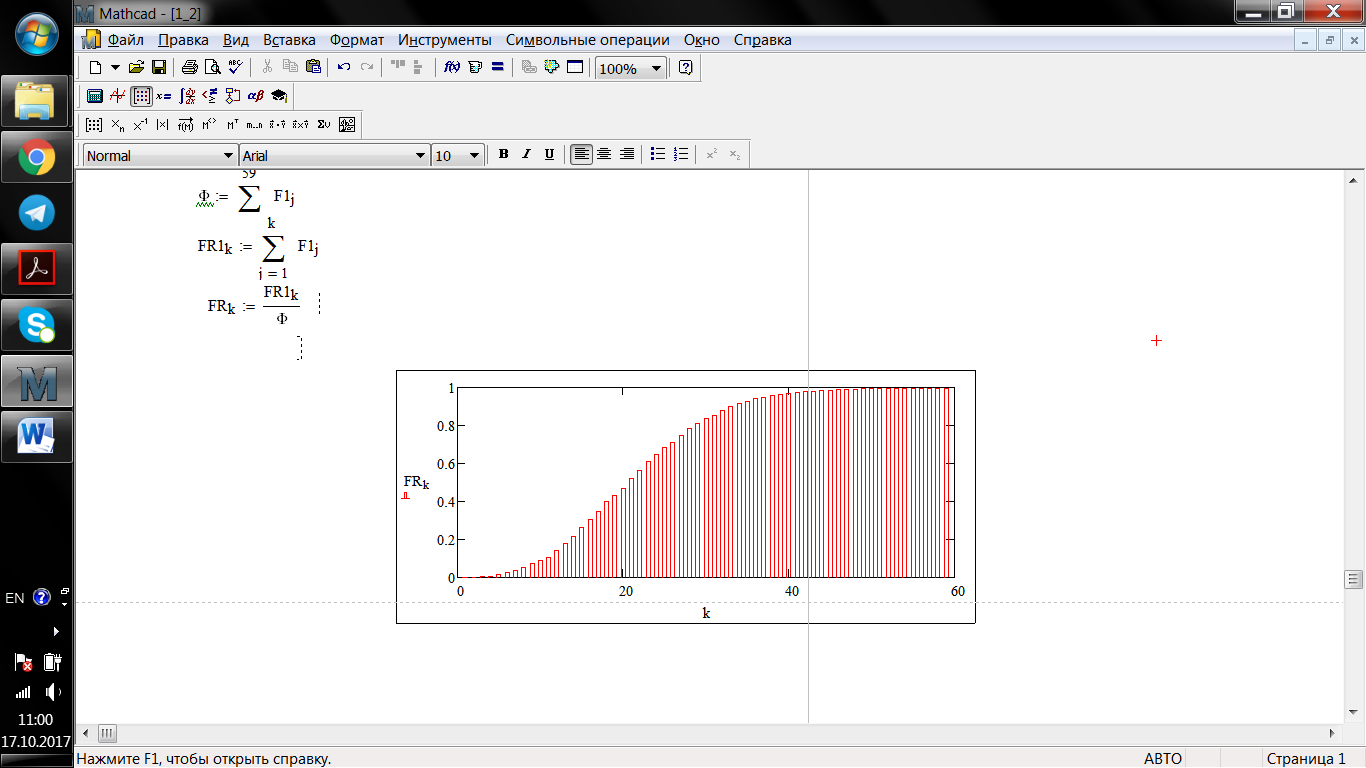 Mathcad - [1_2]
Файл Правка Вид Вставка Формат Инструменты Символьные операции Окно Справка
100%
Normal Arial 10 B I U
59
Φ := ∑ F1j
k
FR1k := ∑ F1j
j = 1
FR1k
FRk := 
Φ
1
0.8
0.6
FRk
0.4
0.2
0
0 20 40 60
k
EN
11:00
17.10.2017
Нажмите F1, чтобы открыть справку. АВТО Страница 1